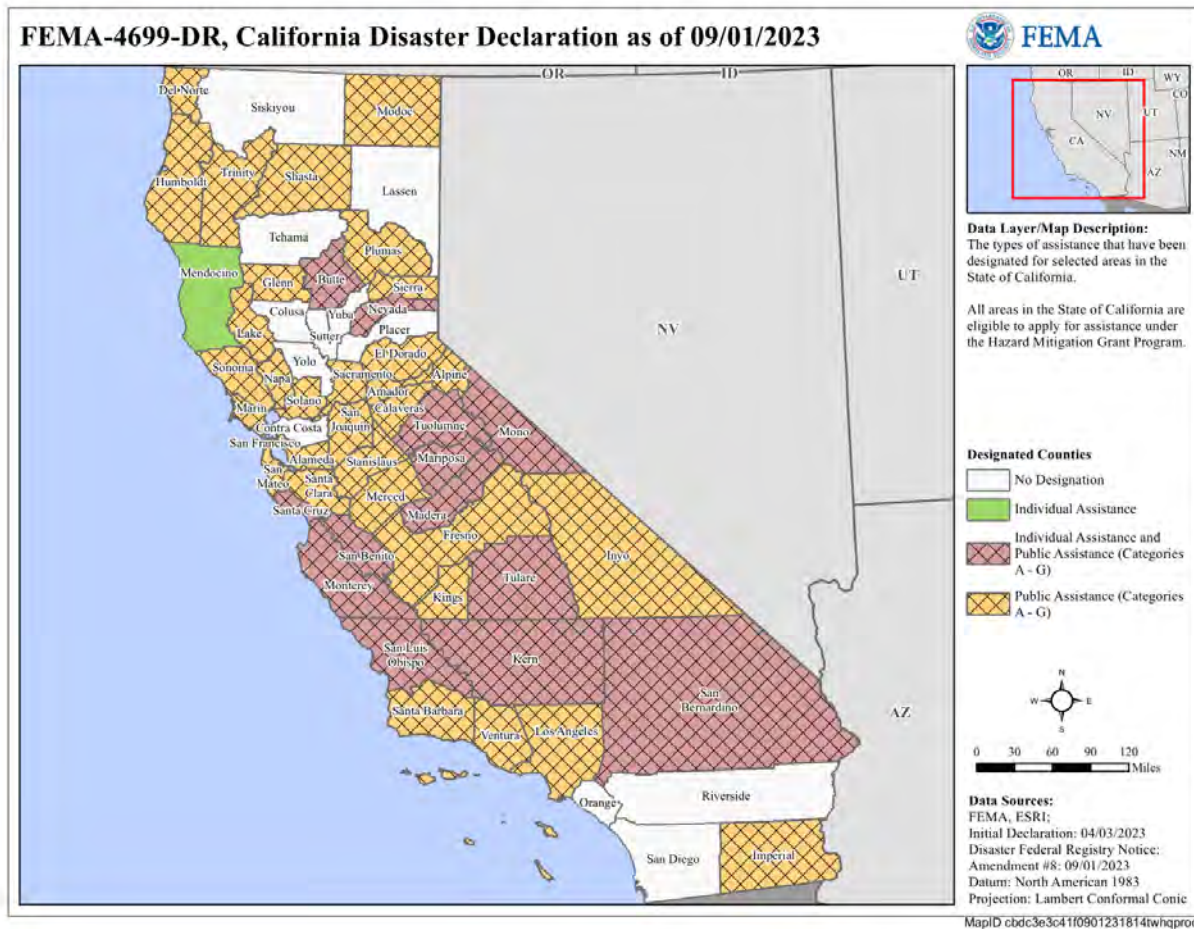 FEMA-4699-DR, California Disaster Declaration as of 09/01/2023
FEMA
OR
ID
Del Norte
Siskiyou
Modoc
Humboldt
Trinity
Shasta
Lassen
Tehama
Mendocino
Plumas
Butte
Glenn
Sierra
Nevada
Colusa
Yuba
Placer
Lake
Sutter
El Dorado
Yolo
Sonoma
Napa
Sacramento
Alpine
Amador
Solano
Marin
Calaveras
San
Joaquin
Contra Costa
Tuolumne
Mono
San Francisco
Alameda
Stanislaus
Mariposa
San
Mateo
Santa
Clara
Merced
Santa Cruz
Madera
Fresno
San Benito
Inyo
Monterey
Tulare
Kings
San Luis
Obispo
Kern
San
Bernardino
Santa Barbara
Ventura
Los Angeles
Orange
Riverside
San Diego
Imperial
NV
UT
AZ
OR
ID
WY
CO
NV
UT
CA
NM
AZ
Data Layer/Map Description:
The types of assistance that have been
designated for selected areas in the
State of California.
All areas in the State of California are
eligible to apply for assistance under
the Hazard Mitigation Grant Program.
Designated Counties
No Designation
Individual Assistance
Individual Assistance and
Public Assistance (Categories
A - G)
Public Assistance (Categories
A - G)
N
W E
S
0 30 60 90 120
Miles
Data Sources:
FEMA, ESRI;
Initial Declaration: 04/03/2023
Disaster Federal Registry Notice:
Amendment #8: 09/01/2023
Datum: North American 1983
Projection: Lambert Conformal Conic
MapID cbdc3e3c41f0901231814twhqprod